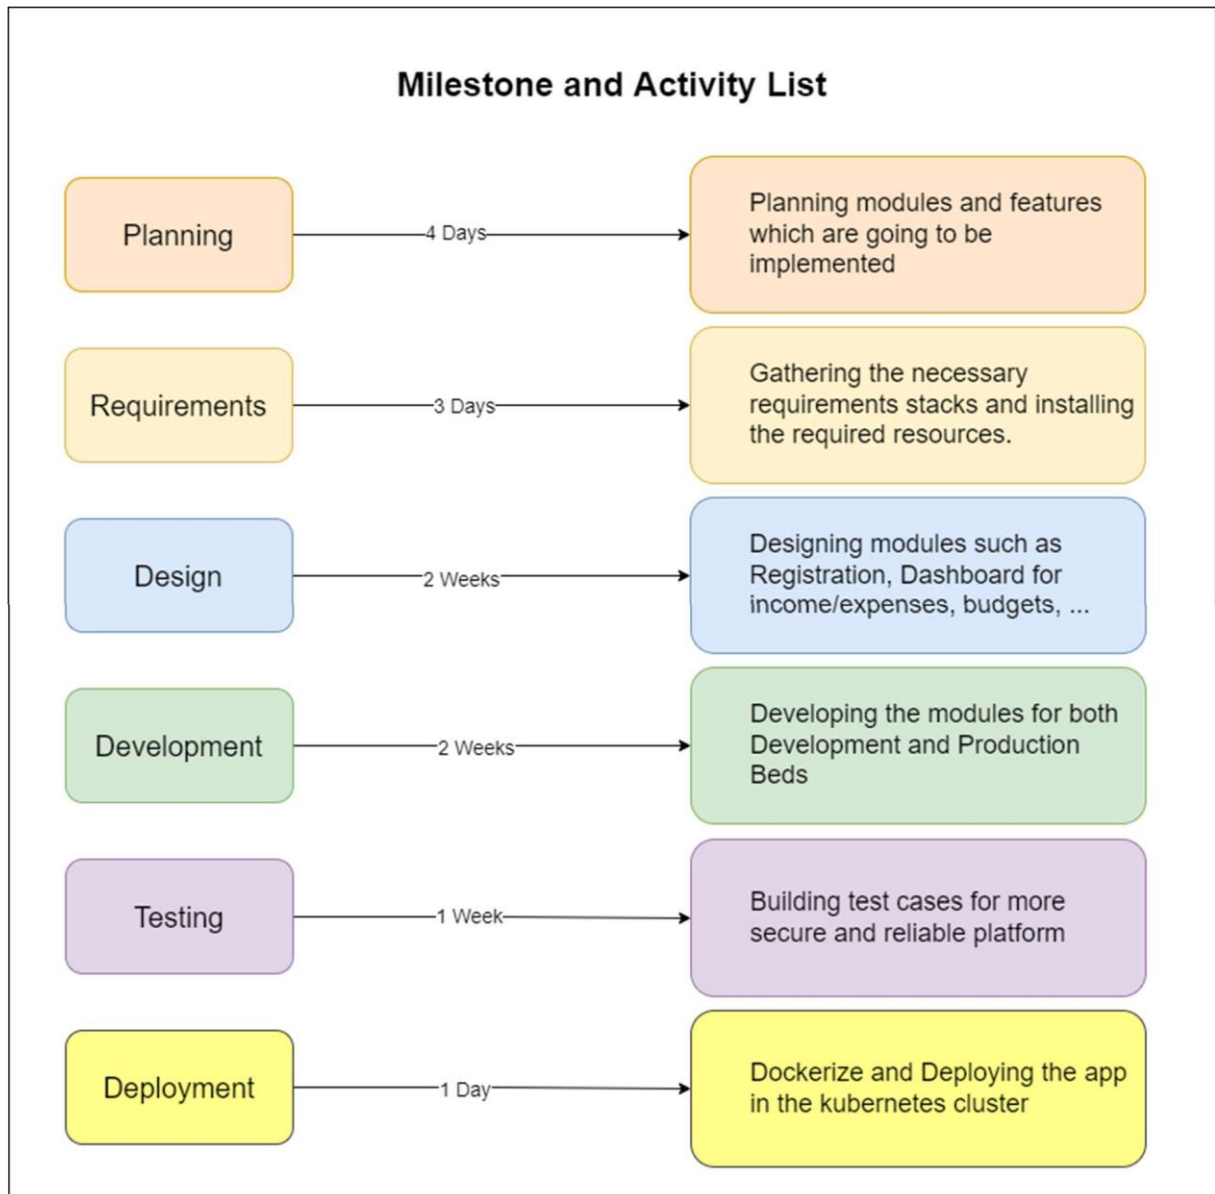 Milestone and Activity List
Planning
4 Days
Planning modules and features
which are going to be
implemented
Requirements
3 Days
Gathering the necessary
requirements stacks and installing
the required resources.
Design
2 Weeks
Designing modules such as
Registration, Dashboard for
income/expenses, budgets, ...
Development
2 Weeks
Developing the modules for both
Development and Production
Beds
Testing
1 Week
Building test cases for more
secure and reliable platform
Deployment
1 Day
Dockerize and Deploying the app
in the kubernetes cluster